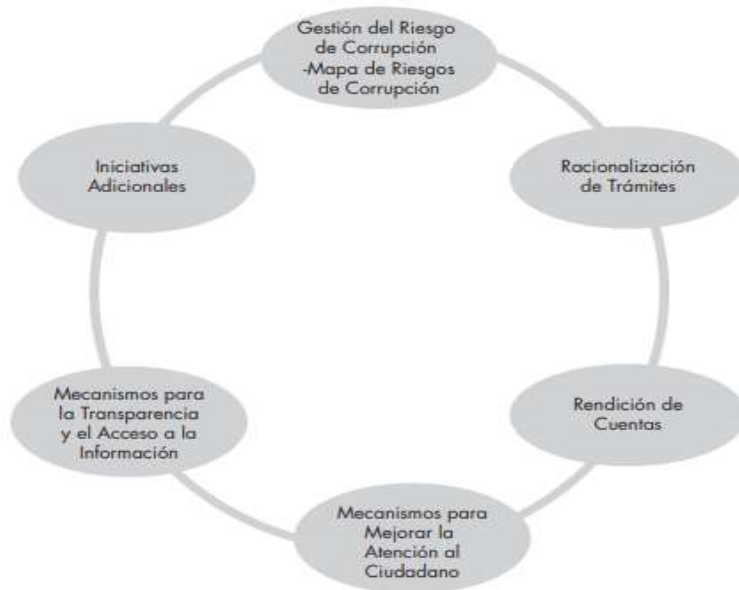 Gestión del Riesgo
de Corrupción
-Mapa de Riesgos
de Corrupción
Racionalización
de Trámites
Rendición de
Cuentas
Mecanismos para
Mejorar la
Atención al
Ciudadano
Mecanismos para
la Transparencia
y el Acceso a la
Información
Iniciativas
Adicionales